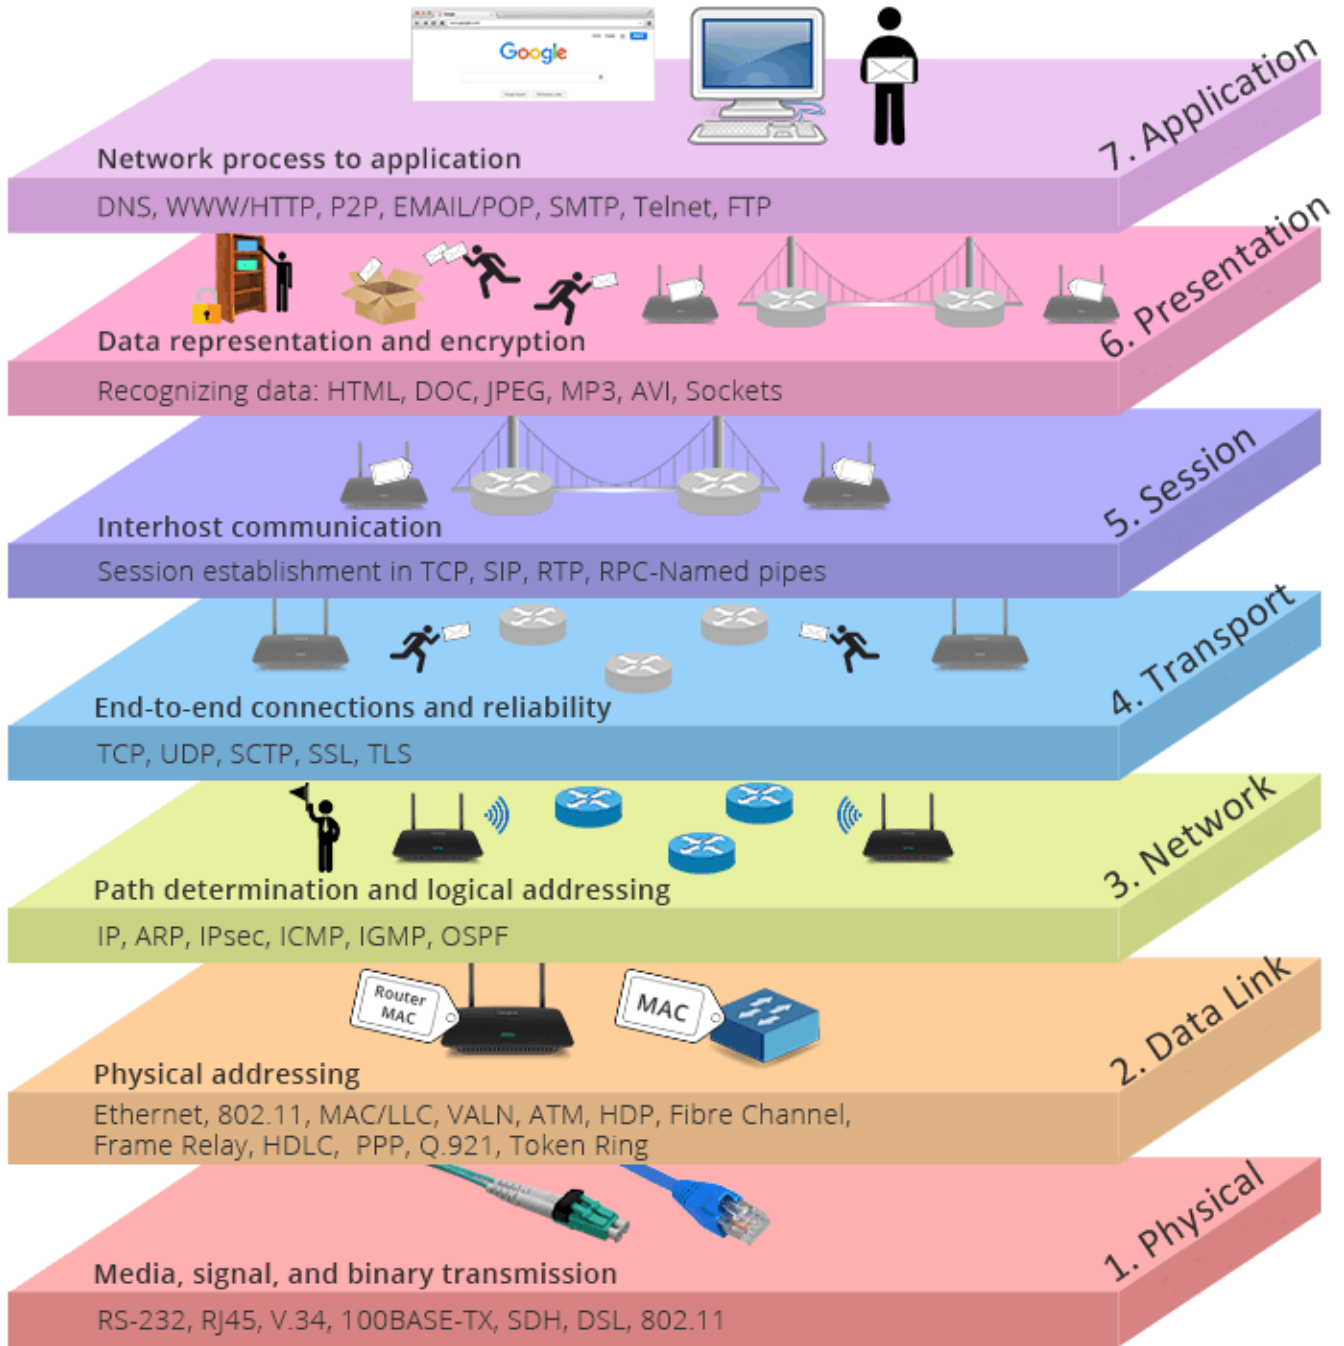 Google
7. Application
Network process to application
DNS, WWW/HTTP, P2P, EMAIL/POP, SMTP, Telnet, FTP
6. Presentation
Data representation and encryption
Recognizing data: HTML, DOC, JPEG, MP3, AVI, Sockets
5. Session
Interhost communication
Session establishment in TCP, SIP, RTP, RPC-Named pipes
4. Transport
End-to-end connections and reliability
TCP, UDP, SCTP, SSL, TLS
3. Network
Path determination and logical addressing
IP, ARP, IPsec, ICMP, IGMP, OSPF
2. Data Link
Router
MAC
MAC
Physical addressing
Ethernet, 802.11, MAC/LLC, VALN, ATM, HDP, Fibre Channel,
Frame Relay, HDLC, PPP, Q.921, Token Ring
1. Physical
Media, signal, and binary transmission
RS-232, RJ45, V.34, 100BASE-TX, SDH, DSL, 802.11